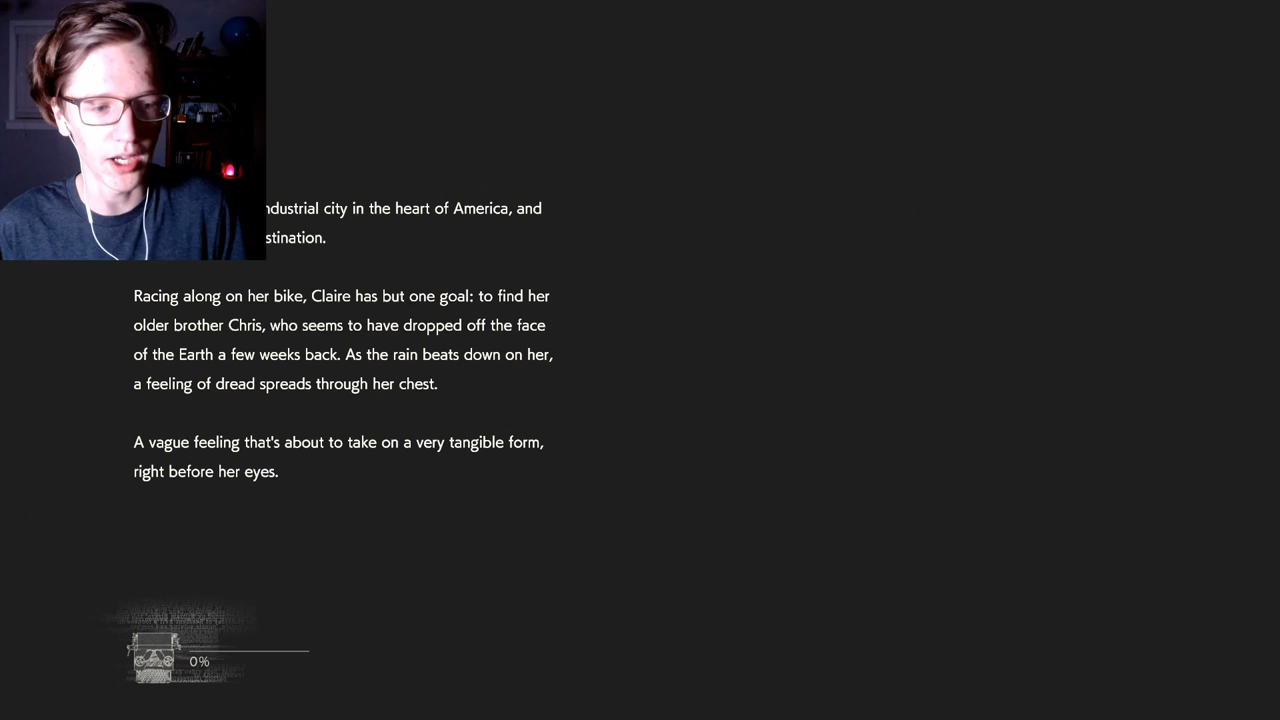 industrial city in the heart of America, and
stination.
Racing along on her bike, Claire has but one goal: to find her
older brother Chris, who seems to have dropped off the face
of the Earth a few weeks back. As the rain beats down on her,
a feeling of dread spreads through her chest.
A vague feeling that's about to take on a very tangible form,
right before her eyes.
0%